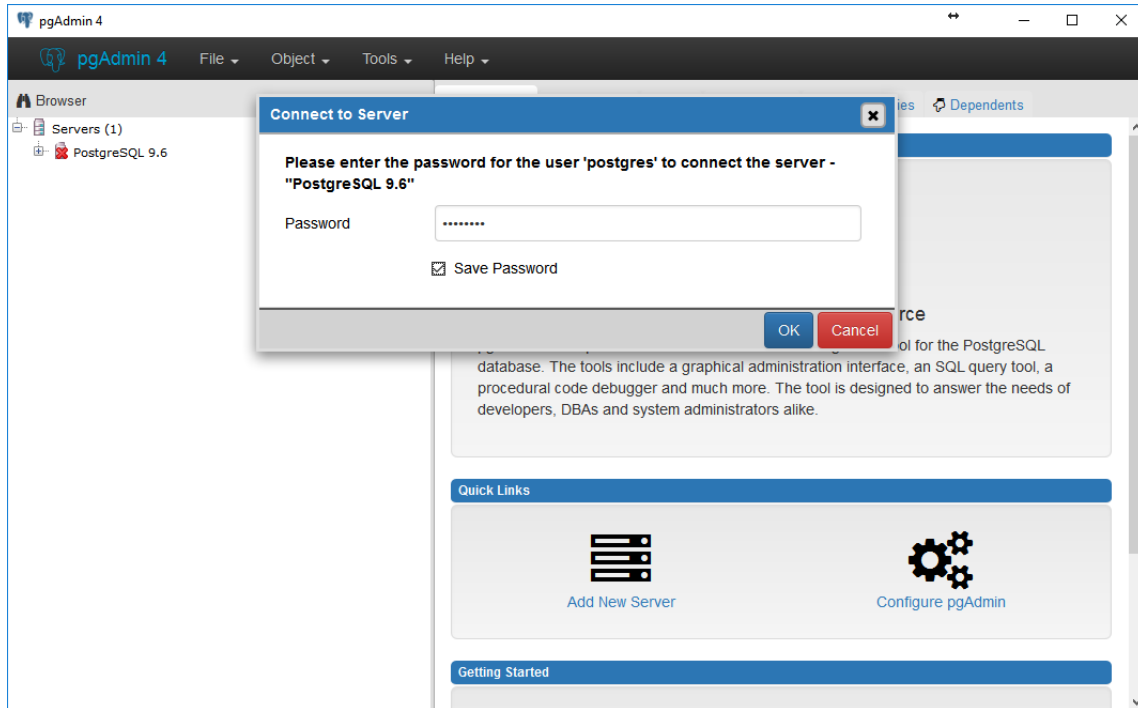 pgAdmin 4
pgAdmin 4 File Object Tools Help
Browser
Servers (1)
PostgreSQL 9.6
Dependents
Connect to Server
Please enter the password for the user 'postgres' to connect the server -
"PostgreSQL 9.6"
Password ••••••••
Save Password
OK Cancel
ol for the PostgreSQL
database. The tools include a graphical administration interface, an SQL query tool, a
procedural code debugger and much more. The tool is designed to answer the needs of
developers, DBAs and system administrators alike.
Quick Links
Add New Server Configure pgAdmin
Getting Started